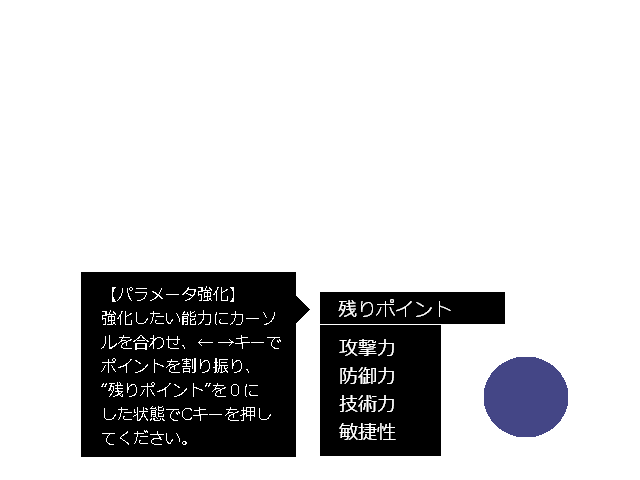 【パラメータ強化】
強化したい能力にカーソ
ルを合わせ、←→キーで
ポイントを割り振り、
“残りポイント”を０に
した状態でCキーを押し
てください。
残りポイント
攻撃力
防御力
技術力
敏捷性